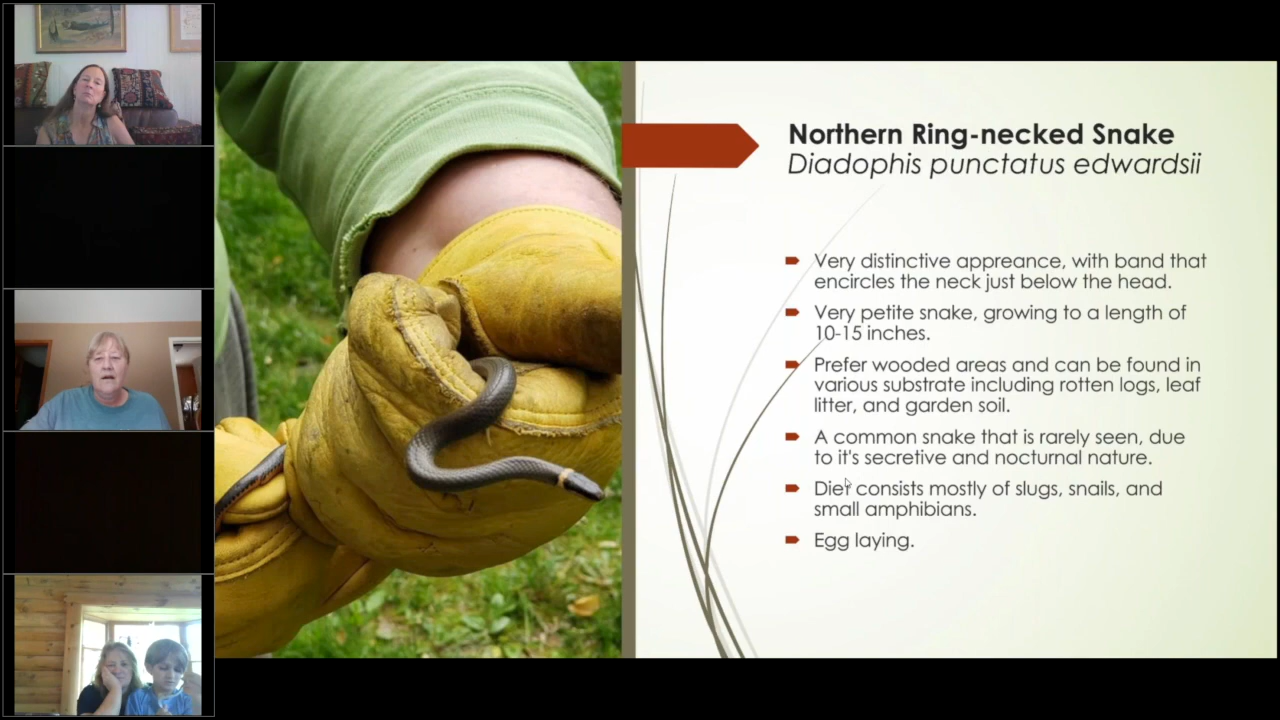 Northern Ring-necked Snake
Diadophis punctatus edwardsii
Very distinctive appreance, with band that
encircles the neck just below the head.
Very petite snake, growing to a length of
10-15 inches.
Prefer wooded areas and can be found in
various substrate including rotten logs, leaf
litter, and garden soil.
A common snake that is rarely seen, due
to it's secretive and nocturnal nature.
Diet consists mostly of slugs, snails, and
small amphibians.
Egg laying.